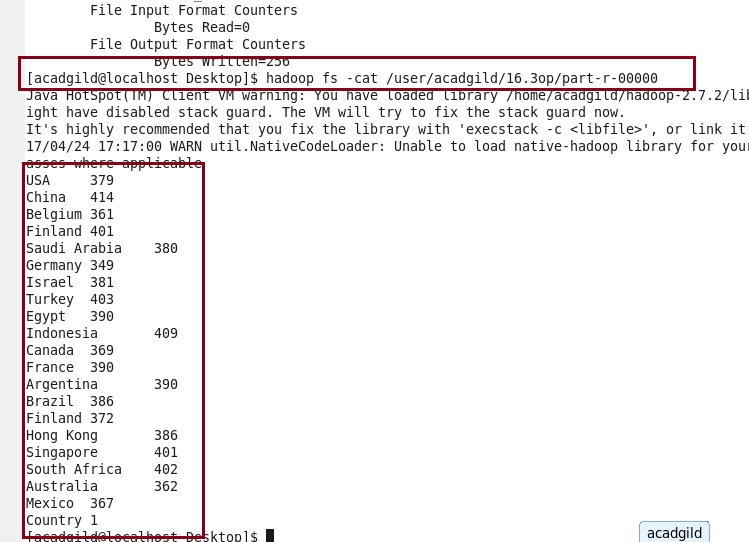 File Input Format Counters
Bytes Read=0
File Output Format Counters
Bytes Written=256
[acadgild@localhost Desktop]$ hadoop fs -cat /user/acadgild/16.3op/part-r-00000
Java HotSpot(TM) Client VM warning: You have loaded library /home/acadgild/hadoop-2.7.2/lib
ight have disabled stack guard. The VM will try to fix the stack guard now.
It's highly recommended that you fix the library with 'execstack -c <libfile>', or link it
17/04/24 17:17:00 WARN util.NativeCodeLoader: Unable to load native-hadoop library for your
asses where applicable
USA 379
China 414
Belgium 361
Finland 401
Saudi Arabia 380
Germany 349
Israel 381
Turkey 403
Egypt 390
Indonesia 409
Canada 369
France 390
Argentina 390
Brazil 386
Finland 372
Hong Kong 386
Singapore 401
South Africa 402
Australia 362
Mexico 367
Country 1
[acadgild@localhost Desktop]$
acadgild